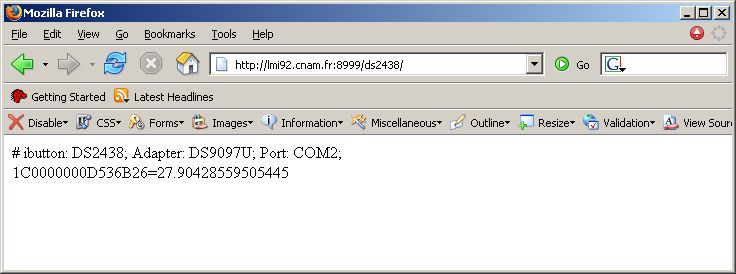 Mozilla Firefox
File Edit View Go Bookmarks Tools Help
http://lmi92.cnam.fr:8999/ds2438/ Go G
Getting Started Latest Headlines
Disable CSS Forms Images Information Miscellaneous Outline Resize Validation View Sour
# ibutton: DS2438; Adapter: DS9097U; Port: COM2;
1C0000000D536B26=27.90428559505445